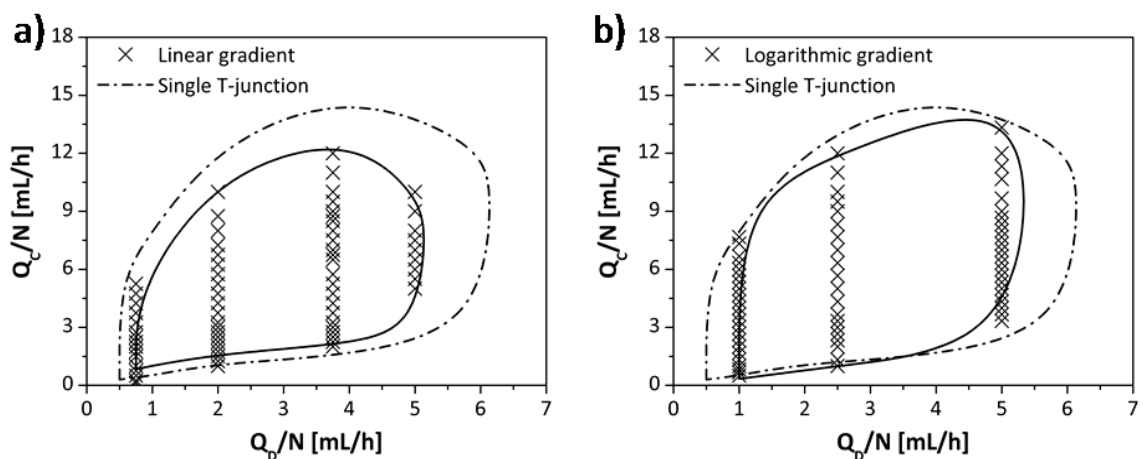 a)
18
15
12
9
6
3
0
Q_c/N [mL/h]
× Linear gradient
Single T-junction
0 1 2 3 4 5 6 7
Q_D/N [mL/h]
b)
18
15
12
9
6
3
0
Q_c/N [mL/h]
× Logarithmic gradient
Single T-junction
0 1 2 3 4 5 6 7
Q_D/N [mL/h]